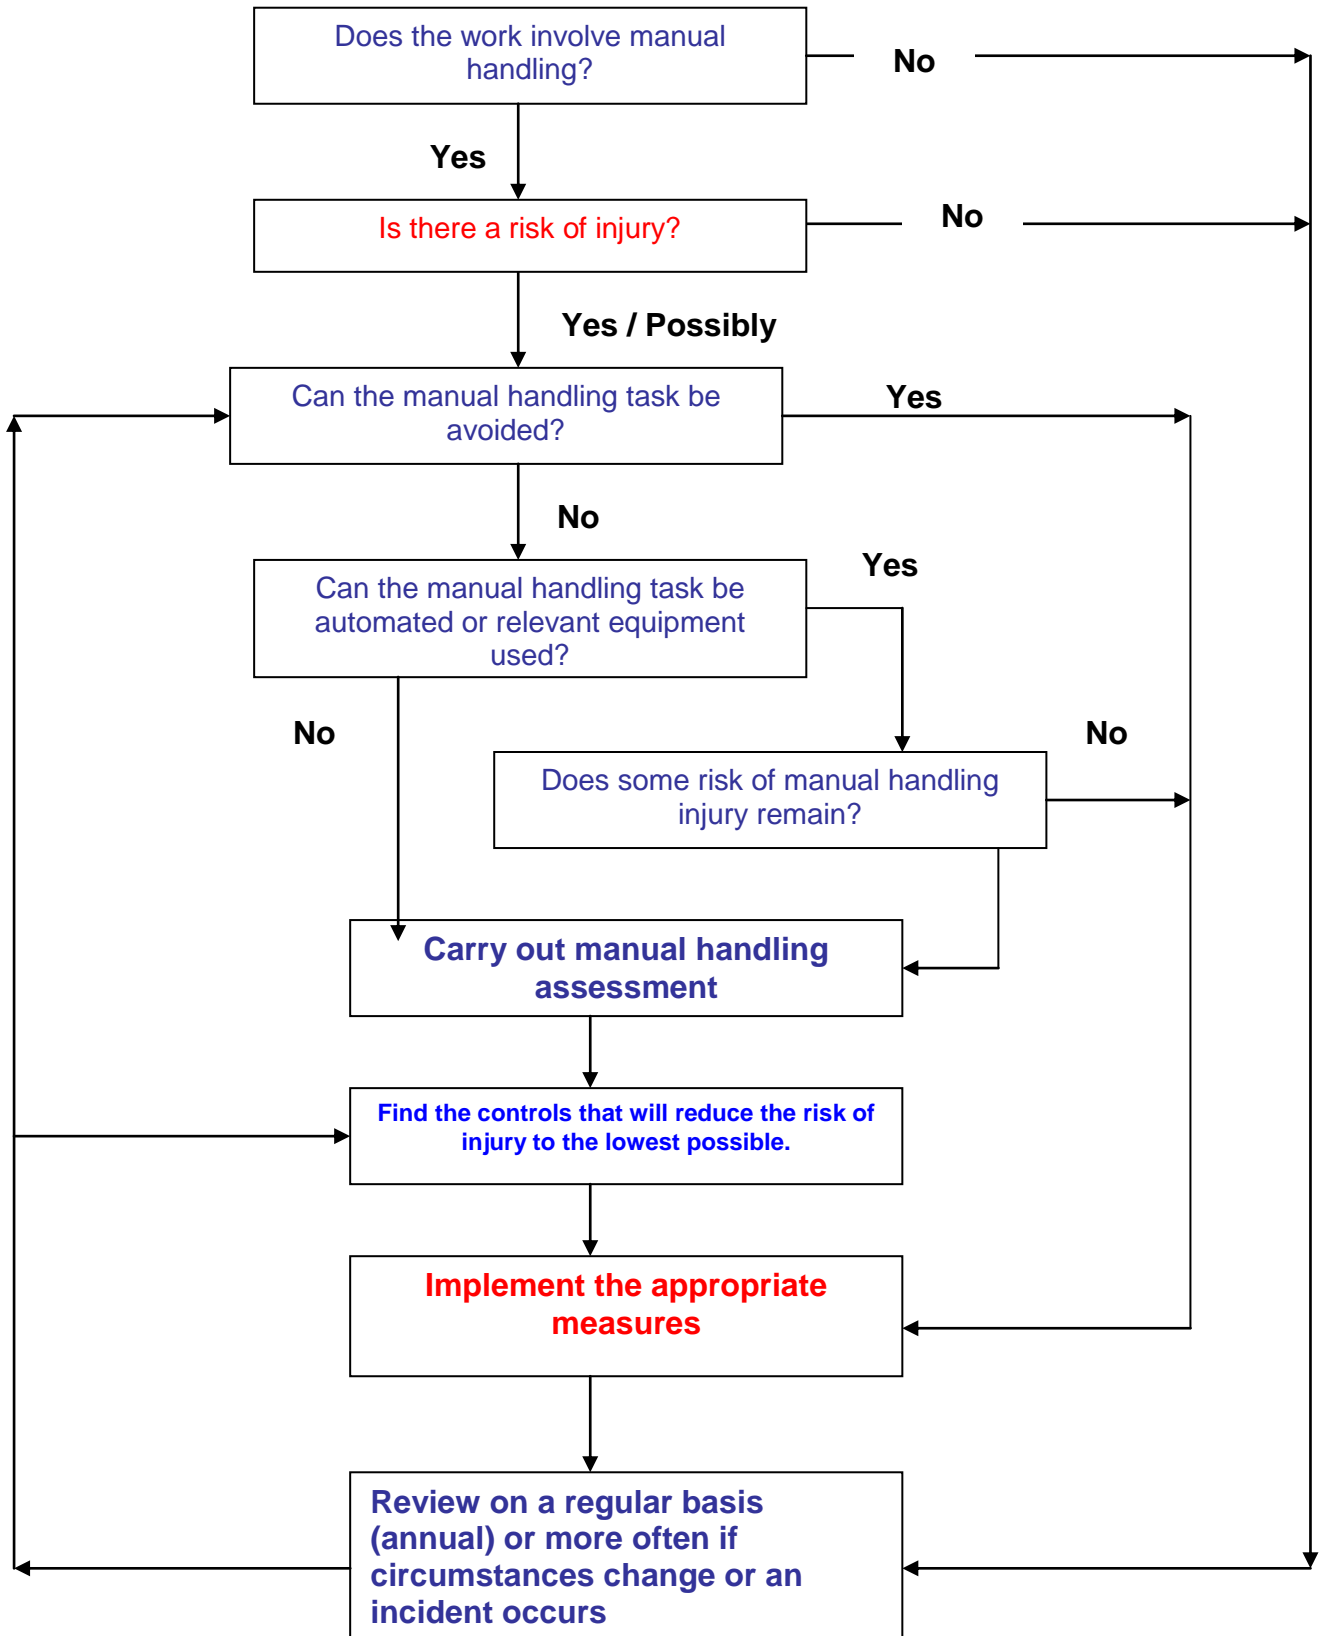 Does the work involve manual
handling?
No
Yes
Is there a risk of injury?
No
Yes / Possibly
Can the manual handling task be
avoided?
Yes
No
Can the manual handling task be
automated or relevant equipment
used?
Yes
No
Does some risk of manual handling
injury remain?
No
Carry out manual handling
assessment
Find the controls that will reduce the risk of
injury to the lowest possible.
Implement the appropriate
measures
Review on a regular basis
(annual) or more often if
circumstances change or an
incident occurs